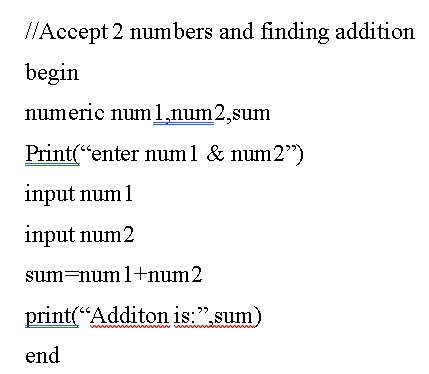 //Accept 2 numbers and finding addition
begin
numeric num1,num2,sum
Print(“enter num1 & num2”)
input num1
input num2
sum=num1+num2
print(“Additon is:”,sum)
end